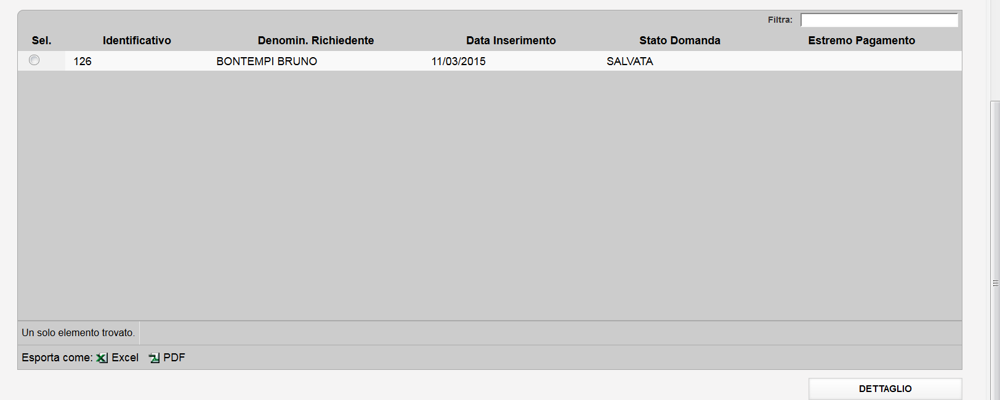 Filtra:
Sel. Identificativo Denomin. Richiedente Data Inserimento Stato Domanda Estremo Pagamento
126 BONTEMPI BRUNO 11/03/2015 SALVATA
Un solo elemento trovato.
Esporta come: Excel PDF
DETTAGLIO